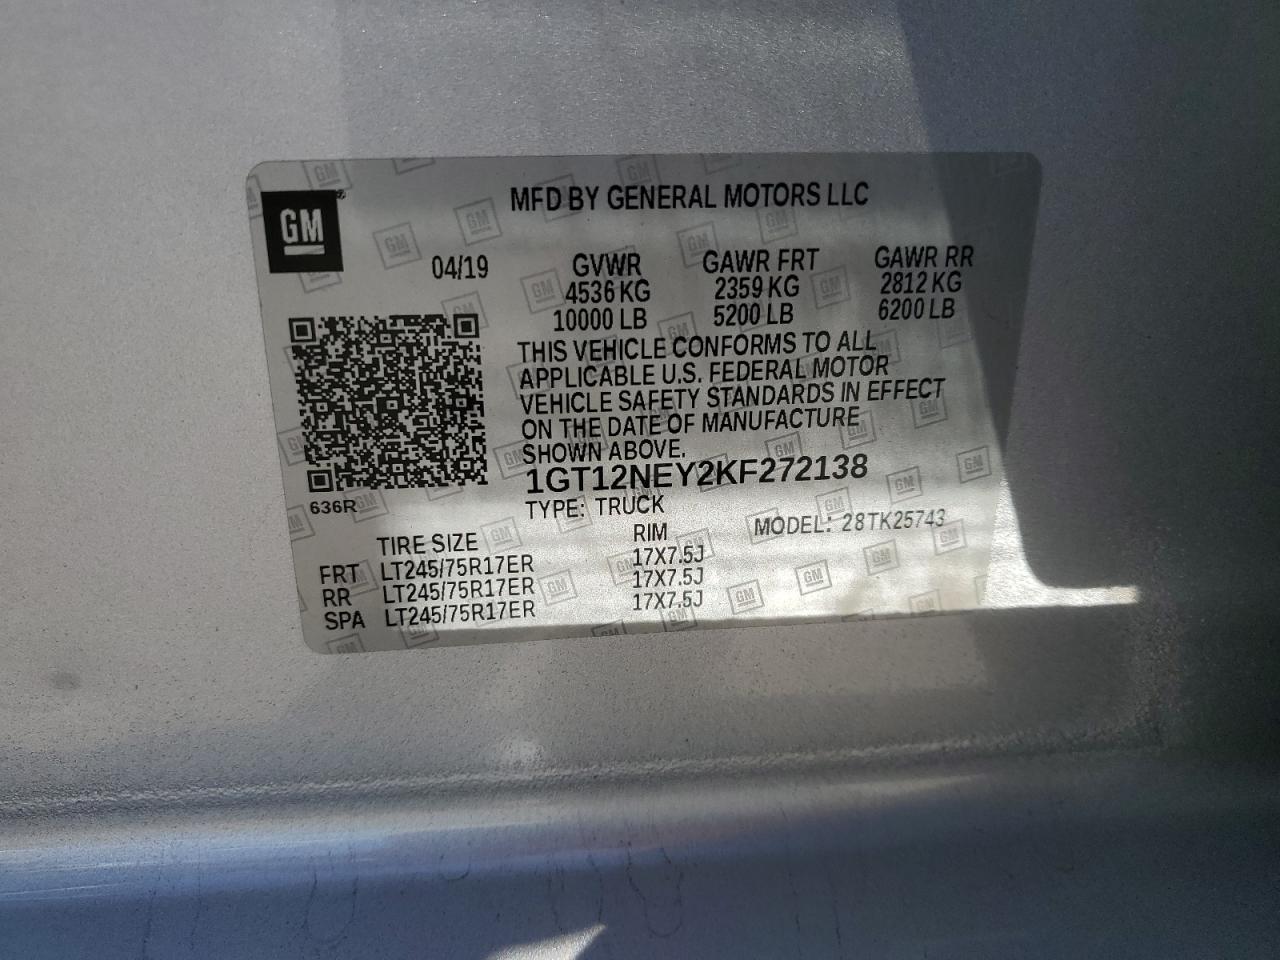 GM
MFD BY GENERAL MOTORS LLC
04/19 GVWR GAWR FRT GAWR RR
4536 KG 2359 KG 2812 KG
10000 LB 5200 LB 6200 LB
THIS VEHICLE CONFORMS TO ALL
APPLICABLE U.S. FEDERAL MOTOR
VEHICLE SAFETY STANDARDS IN EFFECT
ON THE DATE OF MANUFACTURE
SHOWN ABOVE.
1GT12NEY2KF272138
636R TYPE: TRUCK MODEL: 28TK25743
TIRE SIZE RIM
FRT LT245/75R17ER 17X7.5J
RR LT245/75R17ER 17X7.5J
SPA LT245/75R17ER 17X7.5J